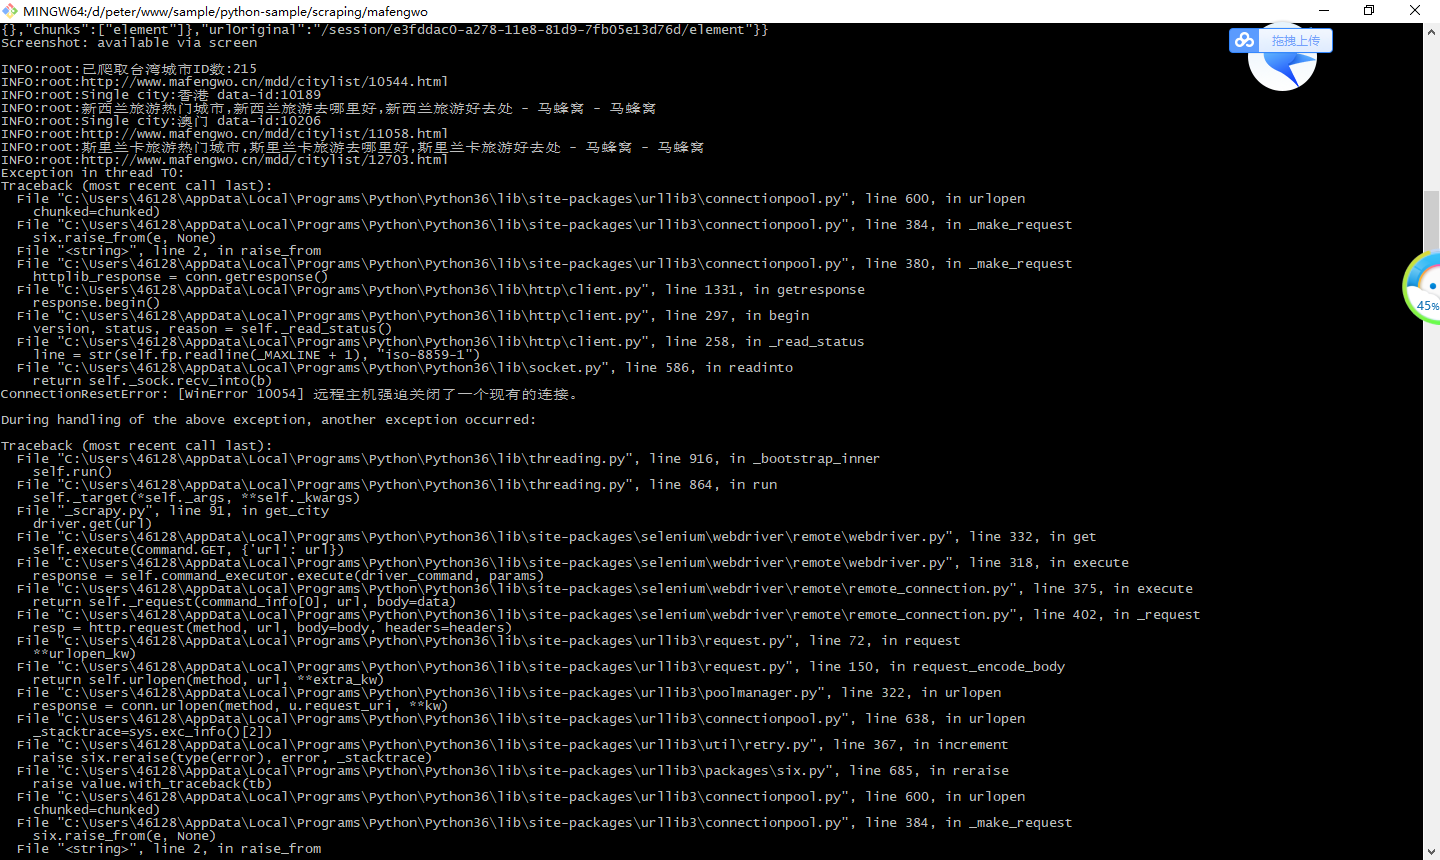 MINGW64:/d/peter/www/sample/python-sample/scraping/mafengwo
{},"chunks":["element"]},"urlOriginal":"/session/e3fddac0-a278-11e8-81d9-7fb05e13d76d/element"}}
Screenshot: available via screen
拖拽上传
INFO:root:已爬取台湾城市ID数:215
INFO:root:http://www.mafengwo.cn/mdd/citylist/10544.html
INFO:root:Single city:香港 data-id:10189
INFO:root:新西兰旅游热门城市,新西兰旅游去哪里好,新西兰旅游好去处 - 马蜂窝 - 马蜂窝
INFO:root:Single city:澳门 data-id:10206
INFO:root:http://www.mafengwo.cn/mdd/citylist/11058.html
INFO:root:斯里兰卡旅游热门城市,斯里兰卡旅游去哪里好,斯里兰卡旅游好去处 - 马蜂窝 - 马蜂窝
INFO:root:http://www.mafengwo.cn/mdd/citylist/12703.html
Exception in thread T0:
Traceback (most recent call last):
  File "C:\Users\46128\AppData\Local\Programs\Python\Python36\lib\site-packages\urllib3\connectionpool.py", line 600, in urlopen
    chunked=chunked)
  File "C:\Users\46128\AppData\Local\Programs\Python\Python36\lib\site-packages\urllib3\connectionpool.py", line 384, in _make_request
    six.raise_from(e, None)
  File "<string>", line 2, in raise_from
  File "C:\Users\46128\AppData\Local\Programs\Python\Python36\lib\site-packages\urllib3\connectionpool.py", line 380, in _make_request
    httplib_response = conn.getresponse()
  File "C:\Users\46128\AppData\Local\Programs\Python\Python36\lib\http\client.py", line 1331, in getresponse
    response.begin()
  File "C:\Users\46128\AppData\Local\Programs\Python\Python36\lib\http\client.py", line 297, in begin
    version, status, reason = self._read_status()
  File "C:\Users\46128\AppData\Local\Programs\Python\Python36\lib\http\client.py", line 258, in _read_status
    line = str(self.fp.readline(_MAXLINE + 1), "iso-8859-1")
  File "C:\Users\46128\AppData\Local\Programs\Python\Python36\lib\socket.py", line 586, in readinto
    return self._sock.recv_into(b)
ConnectionResetError: [WinError 10054] 远程主机强迫关闭了一个现有的连接。
45%
During handling of the above exception, another exception occurred:
Traceback (most recent call last):
  File "C:\Users\46128\AppData\Local\Programs\Python\Python36\lib\threading.py", line 916, in _bootstrap_inner
    self.run()
  File "C:\Users\46128\AppData\Local\Programs\Python\Python36\lib\threading.py", line 864, in run
    self._target(*self._args, **self._kwargs)
  File "_scrapy.py", line 91, in get_city
    driver.get(url)
  File "C:\Users\46128\AppData\Local\Programs\Python\Python36\lib\site-packages\selenium\webdriver\remote\webdriver.py", line 332, in get
    self.execute(Command.GET, {'url': url})
  File "C:\Users\46128\AppData\Local\Programs\Python\Python36\lib\site-packages\selenium\webdriver\remote\webdriver.py", line 318, in execute
    response = self.command_executor.execute(driver_command, params)
  File "C:\Users\46128\AppData\Local\Programs\Python\Python36\lib\site-packages\selenium\webdriver\remote\remote_connection.py", line 375, in execute
    return self._request(command_info[0], url, body=data)
  File "C:\Users\46128\AppData\Local\Programs\Python\Python36\lib\site-packages\selenium\webdriver\remote\remote_connection.py", line 402, in _request
    resp = http.request(method, url, body=body, headers=headers)
  File "C:\Users\46128\AppData\Local\Programs\Python\Python36\lib\site-packages\urllib3\request.py", line 72, in request
    **urlopen_kw)
  File "C:\Users\46128\AppData\Local\Programs\Python\Python36\lib\site-packages\urllib3\request.py", line 150, in request_encode_body
    return self.urlopen(method, url, **extra_kw)
  File "C:\Users\46128\AppData\Local\Programs\Python\Python36\lib\site-packages\urllib3\poolmanager.py", line 322, in urlopen
    response = conn.urlopen(method, u.request_uri, **kw)
  File "C:\Users\46128\AppData\Local\Programs\Python\Python36\lib\site-packages\urllib3\connectionpool.py", line 638, in urlopen
    _stacktrace=sys.exc_info()[2])
  File "C:\Users\46128\AppData\Local\Programs\Python\Python36\lib\site-packages\urllib3\util\retry.py", line 367, in increment
    raise six.reraise(type(error), error, _stacktrace)
  File "C:\Users\46128\AppData\Local\Programs\Python\Python36\lib\site-packages\urllib3\packages\six.py", line 685, in reraise
    raise value.with_traceback(tb)
  File "C:\Users\46128\AppData\Local\Programs\Python\Python36\lib\site-packages\urllib3\connectionpool.py", line 600, in urlopen
    chunked=chunked)
  File "C:\Users\46128\AppData\Local\Programs\Python\Python36\lib\site-packages\urllib3\connectionpool.py", line 384, in _make_request
    six.raise_from(e, None)
  File "<string>", line 2, in raise_from